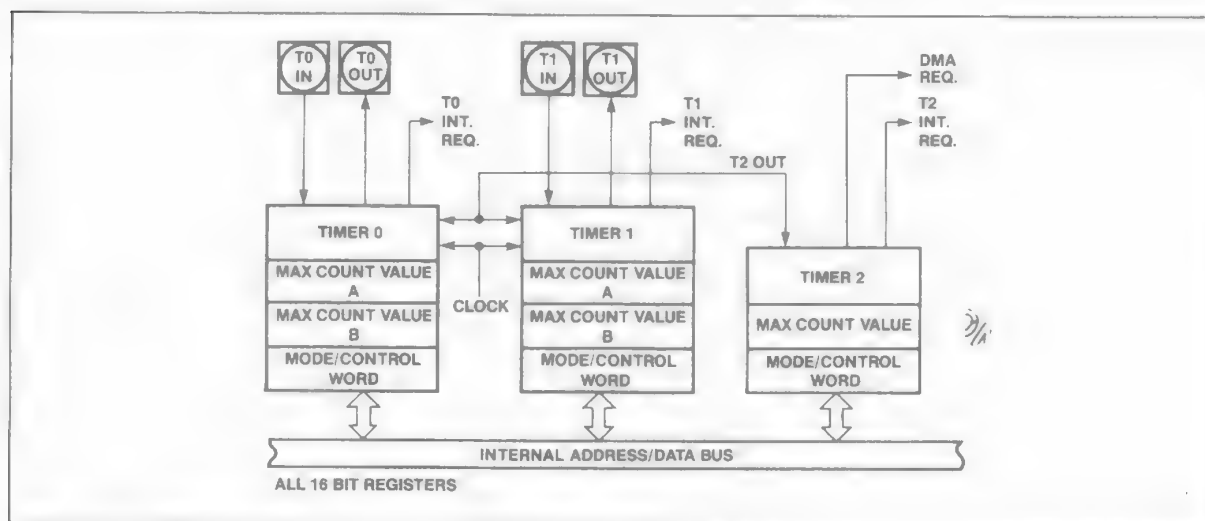 T0
IN
T0
OUT
T0
INT.
REQ.
T1
IN
T1
OUT
T1
INT.
REQ.
DMA
REQ.
T2
INT.
REQ.
T2 OUT
TIMER 0
MAX COUNT VALUE
A
MAX COUNT VALUE
B
MODE/CONTROL
WORD
CLOCK
TIMER 1
MAX COUNT VALUE
A
MAX COUNT VALUE
B
MODE/CONTROL
WORD
TIMER 2
MAX COUNT VALUE
MODE/CONTROL
WORD
INTERNAL ADDRESS/DATA BUS
ALL 16 BIT REGISTERS